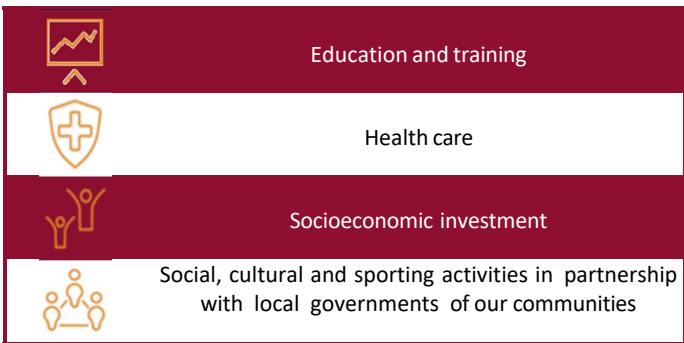 Education and training
Health care
Socioeconomic investment
Social, cultural and sporting activities in partnership
with local governments of our communities